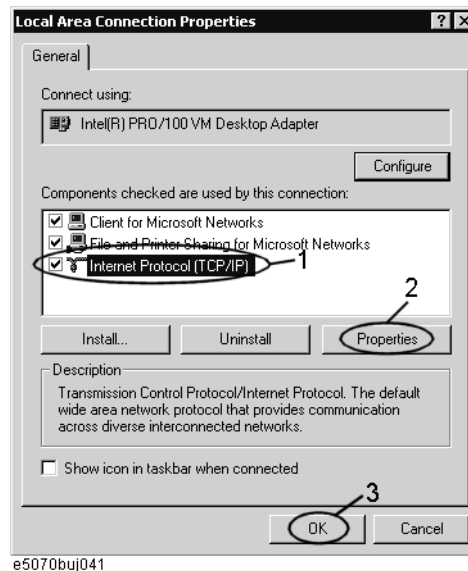 Local Area Connection Properties
General
Connect using:
Intel(R) PRO/100 VM Desktop Adapter
Configure
Components checked are used by this connection:
Client for Microsoft Networks
File and Printer Sharing for Microsoft Networks
Internet Protocol (TCP/IP)
1
2
Install... Uninstall Properties
Description
Transmission Control Protocol/Internet Protocol. The default
wide area network protocol that provides communication
across diverse interconnected networks.
Show icon in taskbar when connected
3
OK Cancel
e5070buj041